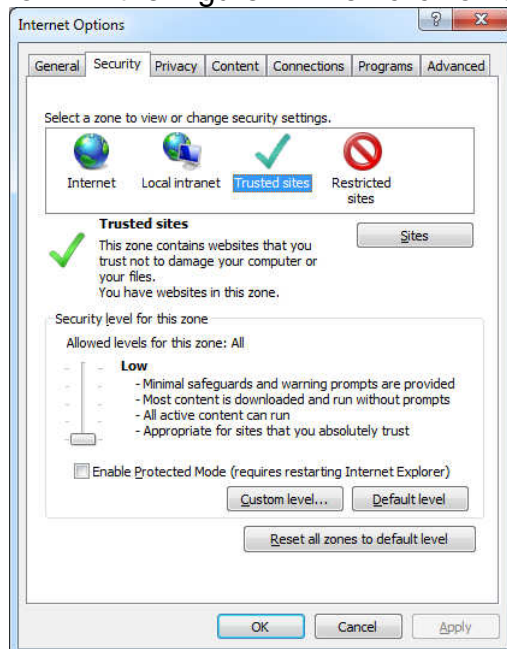 Internet Options
General Security Privacy Content Connections Programs Advanced
Select a zone to view or change security settings.
Internet Local intranet Trusted sites Restricted
sites
Trusted sites
Sites
This zone contains websites that you
trust not to damage your computer or
your files.
You have websites in this zone.
Security level for this zone
Allowed levels for this zone: All
Low
- Minimal safeguards and warning prompts are provided
- Most content is downloaded and run without prompts
- All active content can run
- Appropriate for sites that you absolutely trust
Enable Protected Mode (requires restarting Internet Explorer)
Custom level... Default level
Reset all zones to default level
OK Cancel Apply